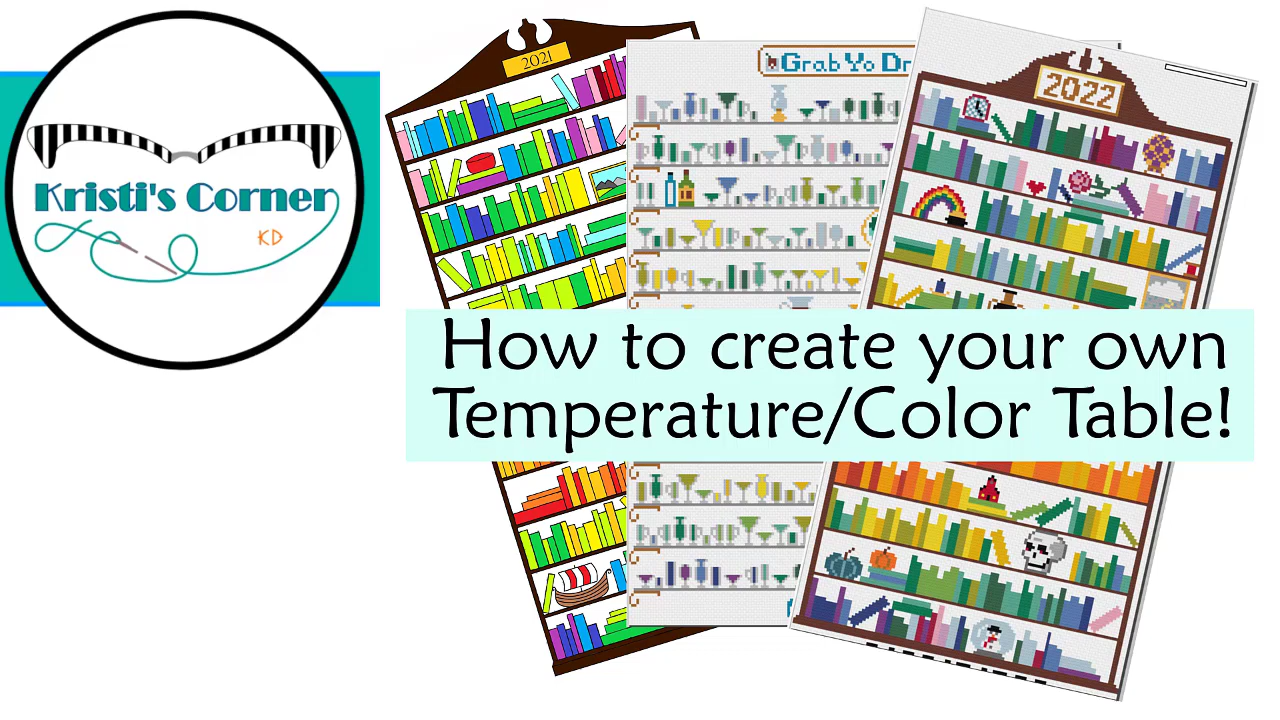 Kristi's Corner
KD
2021
Grab Yo Dr
2022
How to create your own
Temperature/Color Table!